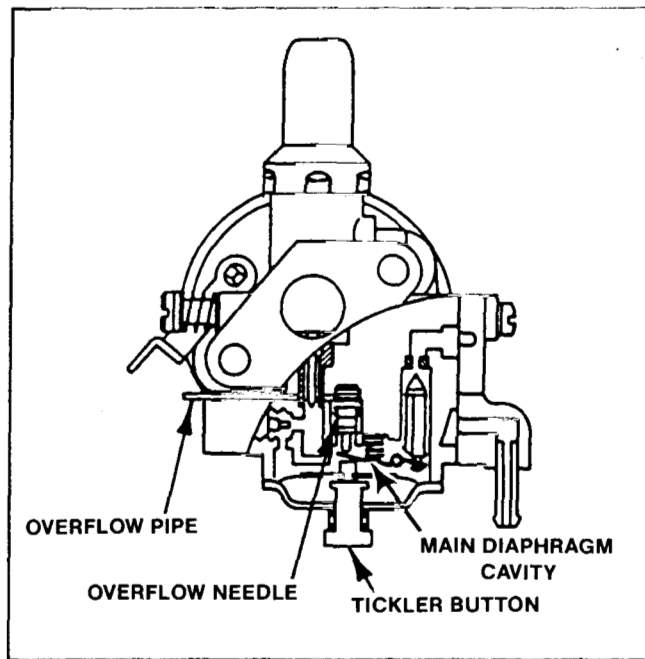 OVERFLOW PIPE
OVERFLOW NEEDLE
MAIN DIAPHRAGM
CAVITY
TICKLER BUTTON